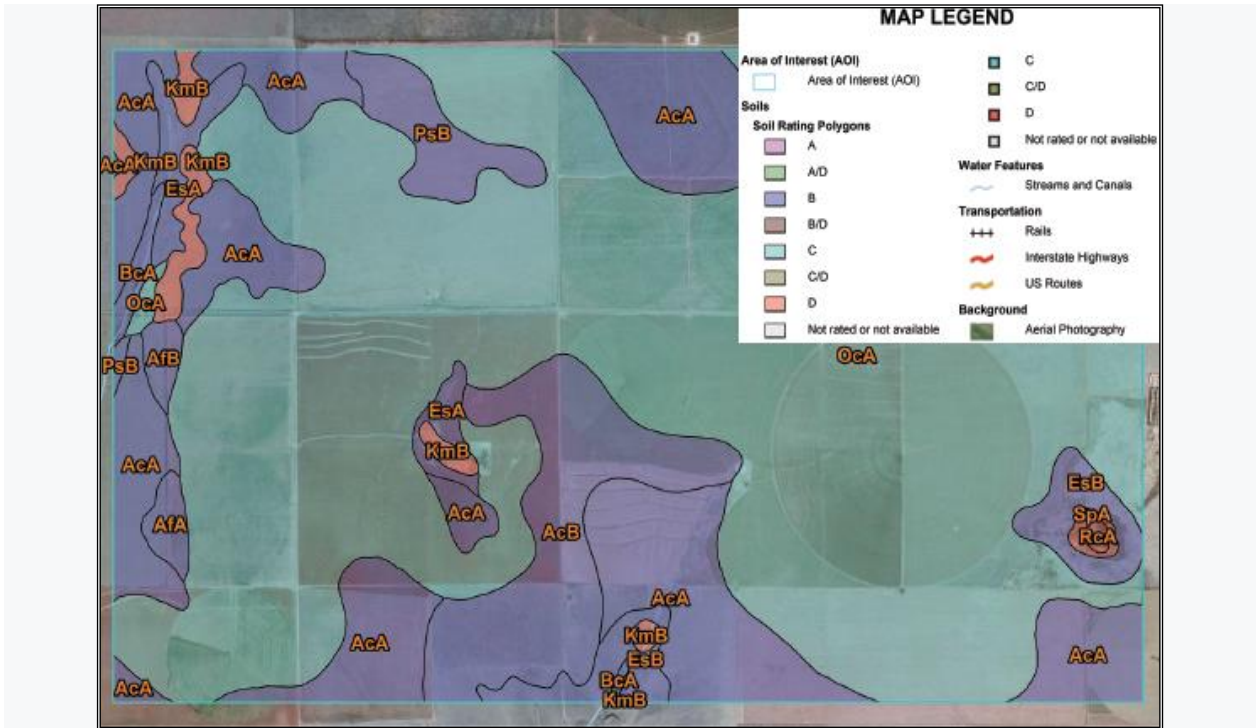 MAP LEGEND
Area of Interest (AOI)
Area of Interest (AOI)
Soils
Soil Rating Polygons
A
A/D
B
B/D
C
C/D
D
Not rated or not available
C
C/D
D
Not rated or not available
Water Features
Streams and Canals
Transportation
Rails
Interstate Highways
US Routes
Background
Aerial Photography
AcA
KmB
AcA
PsB
AcA
AcA
KmB
KmB
EsA
AcA
BcA
OcA
PsB
AfB
OcA
EsA
KmB
AcA
AcA
AfA
AcB
EsB
SpA
RcA
AcA
AcA
KmB
EsB
AcA
AcA
BcA
KmB